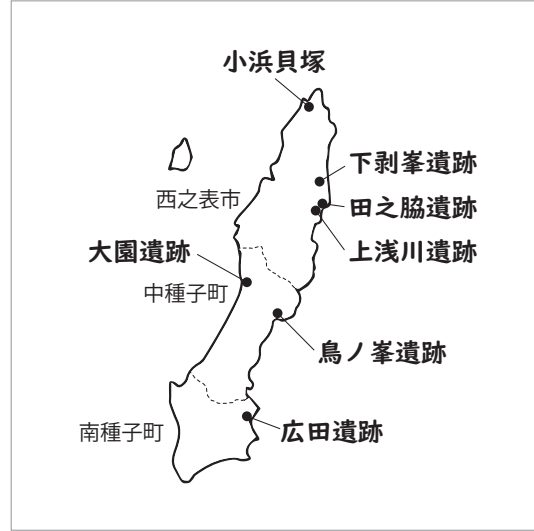 小浜貝塚
下剥峯遺跡
西之表市
田之脇遺跡
上浅川遺跡
大園遺跡
中種子町
鳥ノ峯遺跡
南種子町
広田遺跡